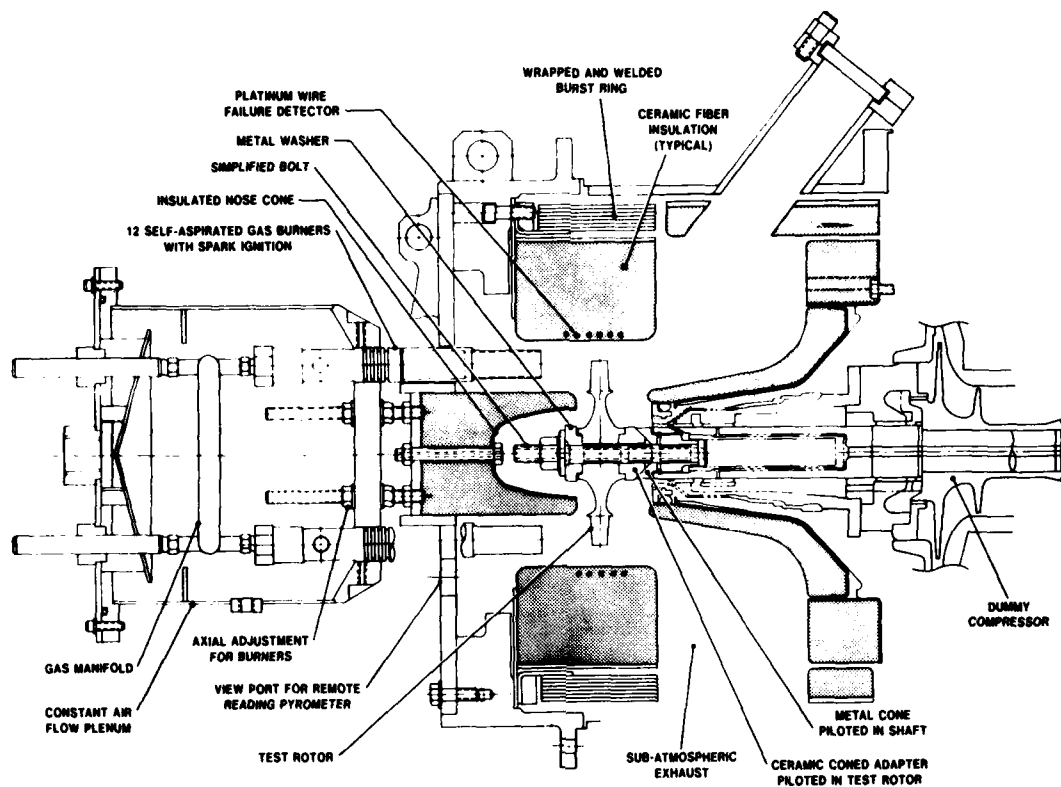 WRAPPED AND WELDED
BURST RING
PLATINUM WIRE
FAILURE DETECTOR
CERAMIC FIBER
INSULATION
(TYPICAL)
METAL WASHER
SIMPLIFIED BOLT
INSULATED NOSE CONE
12 SELF-ASPIRATED GAS BURNERS
WITH SPARK IGNITION
GAS MANIFOLD
CONSTANT AIR
FLOW PLENUM
AXIAL ADJUSTMENT
FOR BURNERS
VIEW PORT FOR REMOTE
READING PYROMETER
TEST ROTOR
SUB-ATMOSPHERIC
EXHAUST
DUMMY
COMPRESSOR
METAL CONE
PILOTED IN SHAFT
CERAMIC CONED ADAPTER
PILOTED IN TEST ROTOR